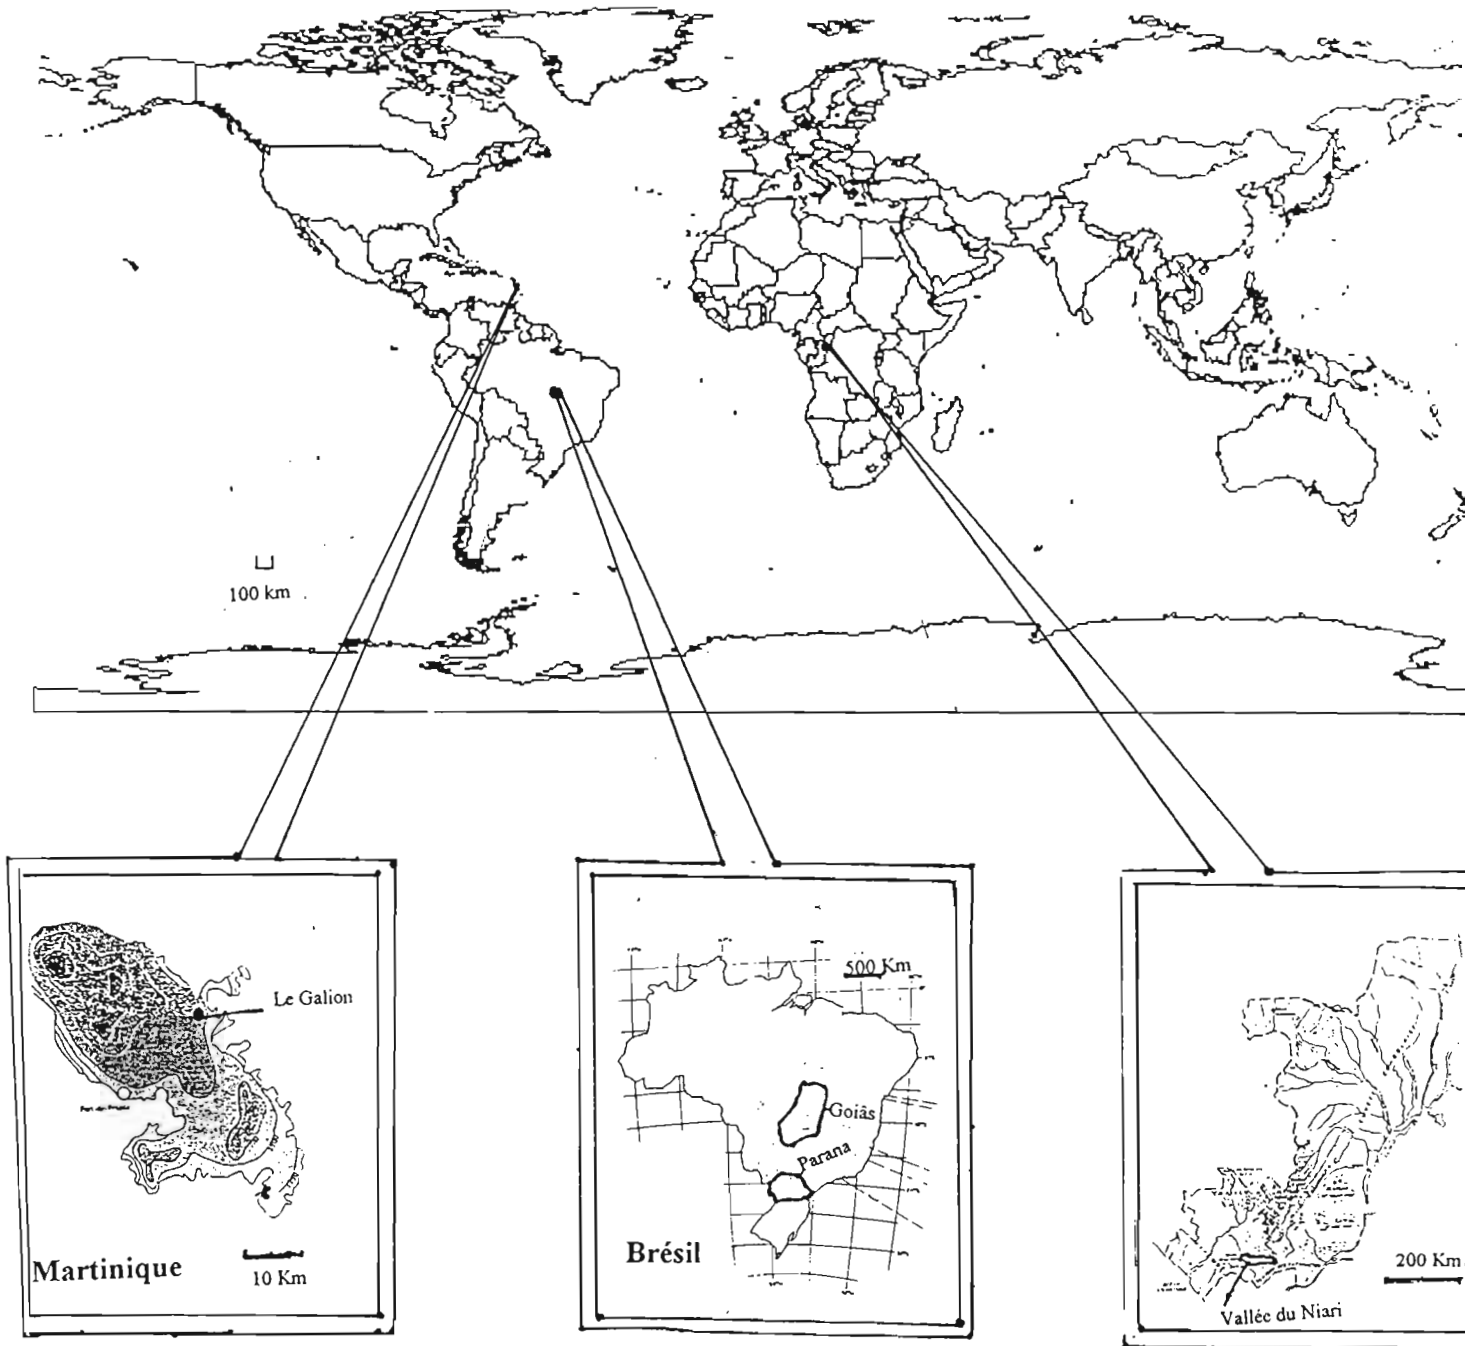 100 km
Le Galion
Martinique
10 Km
500 Km
Goiâs
Parana
Brésil
200 Km
Vallée du Niari